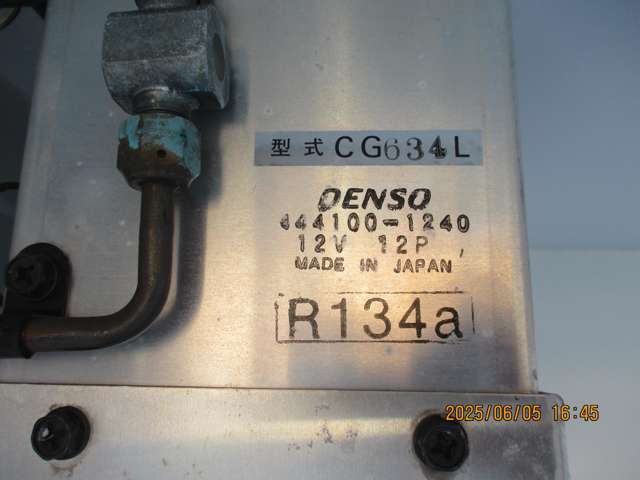 型式 CG634L
DENSO
444100-1240
12V 12P
MADE IN JAPAN
R134a
2025/06/05 16:45